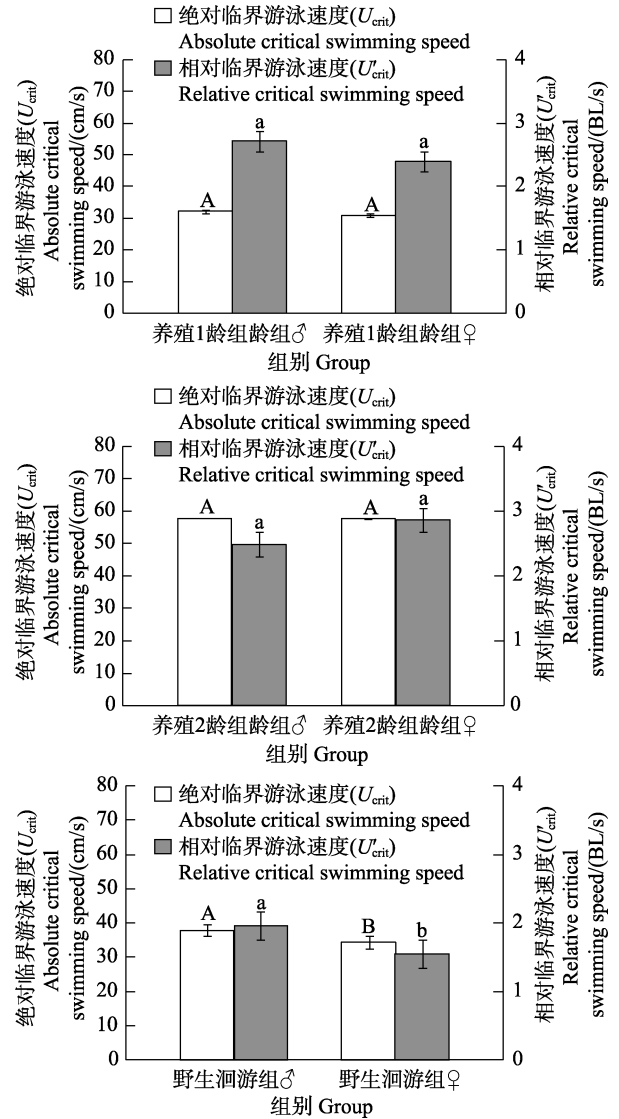 绝对临界游泳速度(Ucrit)
Absolute critical swimming speed
相对临界游泳速度(U′crit)
Relative critical swimming speed
绝对临界游泳速度(Ucrit)
Absolute critical
swimming speed/(cm/s)
80
70
60
50
40
30
20
10
0
A
a
A
a
4
3
2
1
0
相对临界游泳速度(U′crit)
Relative critical
swimming speed/(BL/s)
养殖1龄组龄组♂ 养殖1龄组龄组♀
组别 Group
绝对临界游泳速度(Ucrit)
Absolute critical swimming speed
相对临界游泳速度(U′crit)
Relative critical swimming speed
绝对临界游泳速度(Ucrit)
Absolute critical
swimming speed/(cm/s)
80
70
60
50
40
30
20
10
0
A
a
A
a
4
3
2
1
0
相对临界游泳速度(U′crit)
Relative critical
swimming speed/(BL/s)
养殖2龄组龄组♂ 养殖2龄组龄组♀
组别 Group
绝对临界游泳速度(Ucrit)
Absolute critical swimming speed
相对临界游泳速度(U′crit)
Relative critical swimming speed
绝对临界游泳速度(Ucrit)
Absolute critical
swimming speed/(cm/s)
80
70
60
50
40
30
20
10
0
A
a
B
b
4
3
2
1
0
相对临界游泳速度(U′crit)
Relative critical
swimming speed/(BL/s)
野生洄游组♂ 野生洄游组♀
组别 Group